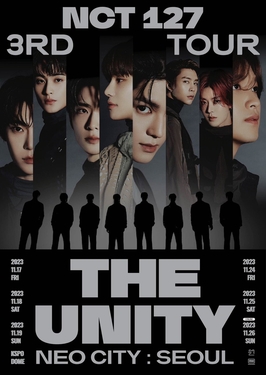 NCT 127
3RD TOUR
2023
11.17
FRI
2023
11.18
SAT
2023
11.19
SUN
KSPO
DOME
THE
UNITY
NEO CITY : SEOUL
2023
11.24
FRI
2023
11.25
SAT
2023
11.26
SUN